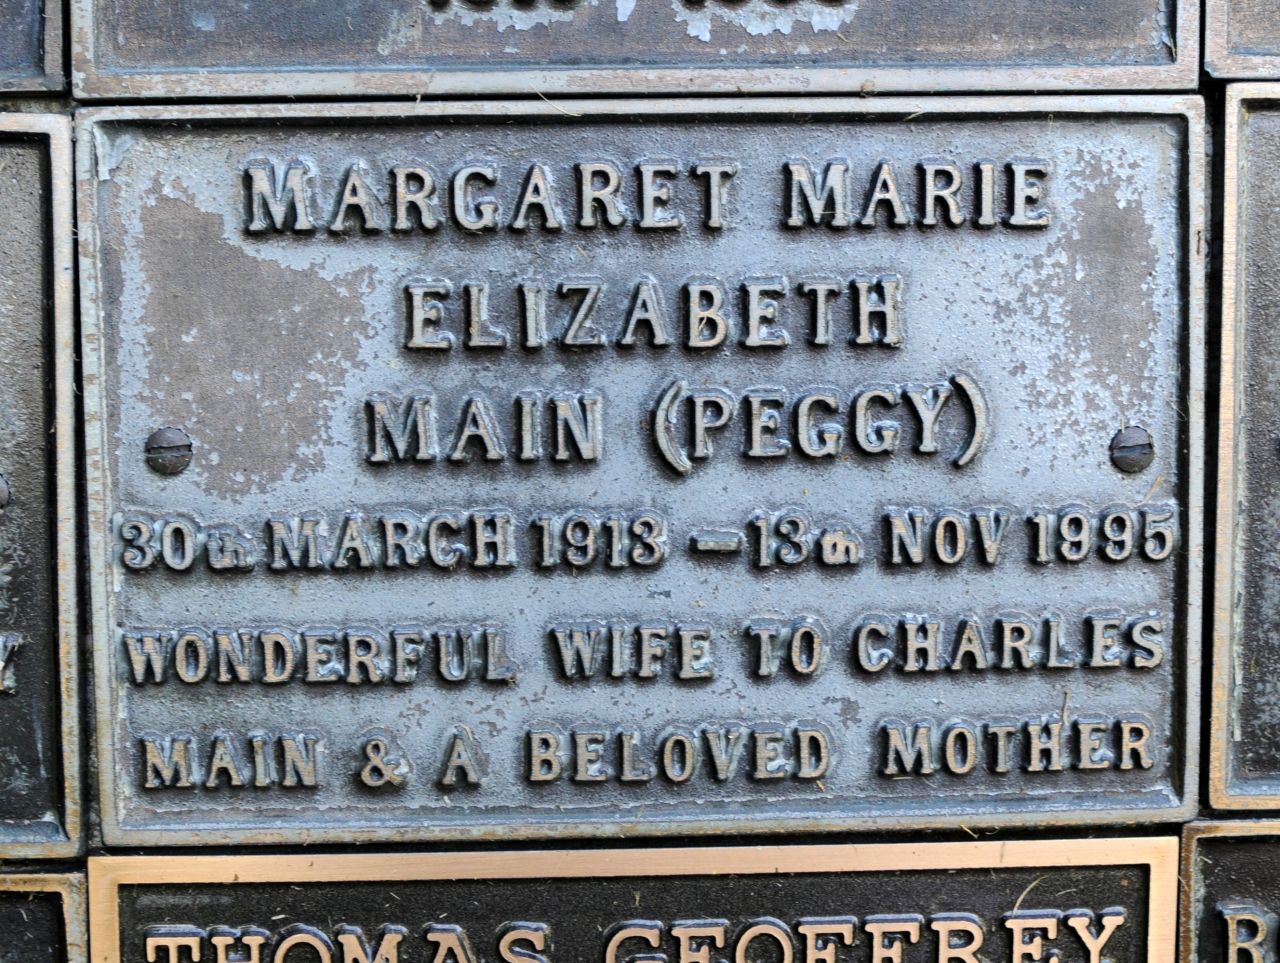 MARGARET MARIE
ELIZABETH
MAIN (PEGGY)
30th MARCH 1913 - 13th NOV 1995
WONDERFUL WIFE TO CHARLES
MAIN & A BELOVED MOTHER
THOMAS GEOFFREY